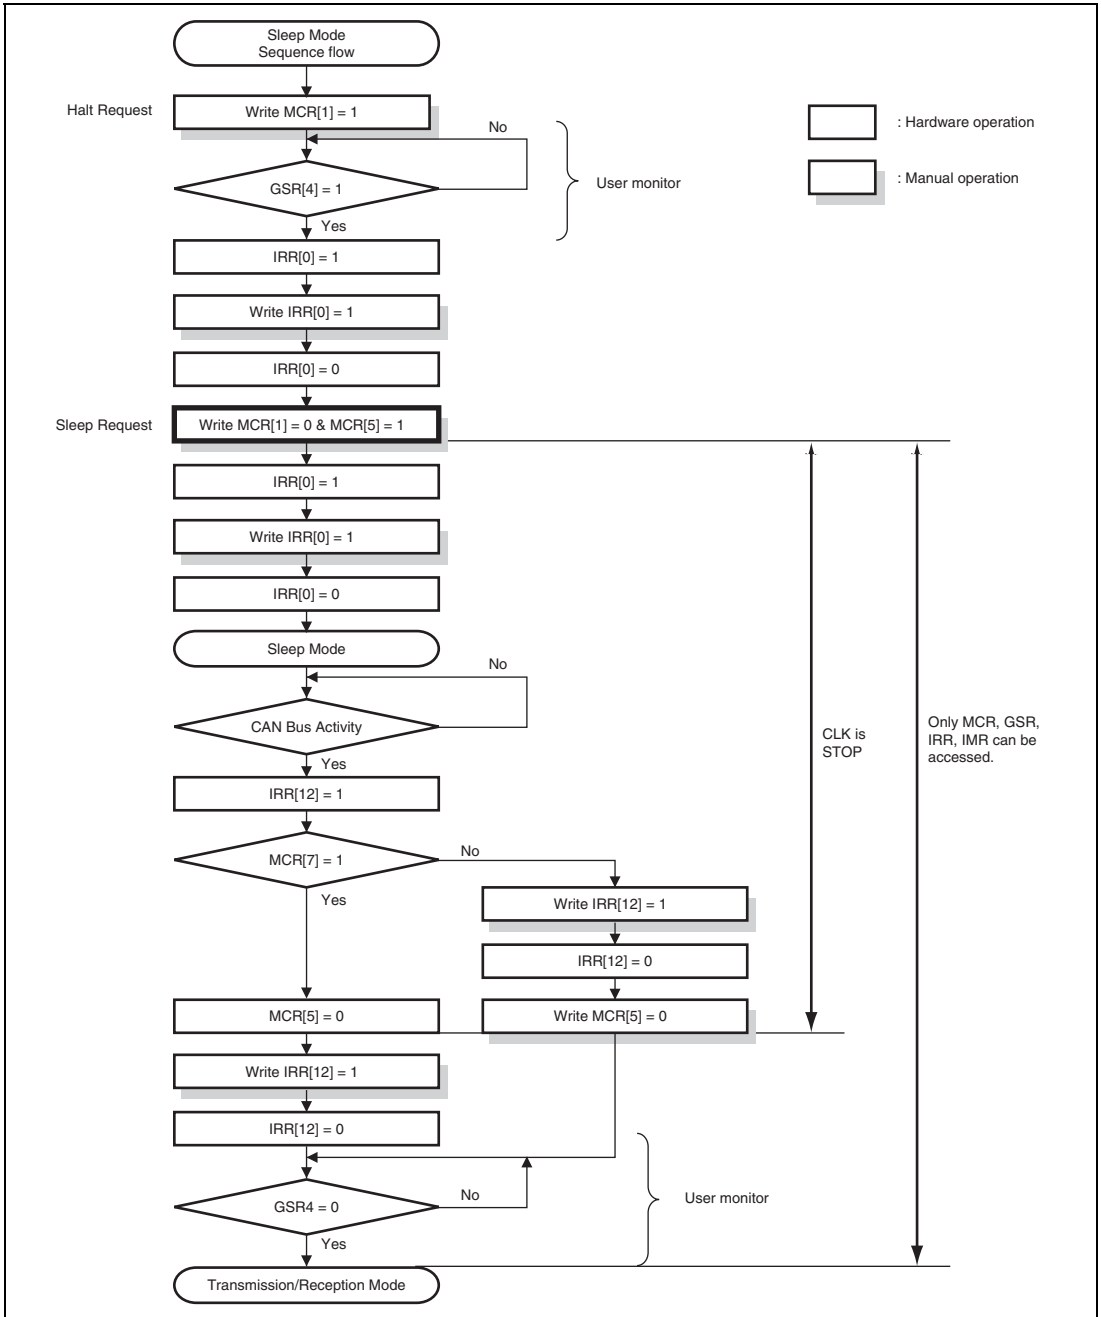 Sleep Mode
Sequence flow
Halt Request
Write MCR[1] = 1
: Hardware operation
No
GSR[4] = 1
User monitor
: Manual operation
Yes
IRR[0] = 1
Write IRR[0] = 1
IRR[0] = 0
Sleep Request
Write MCR[1] = 0 & MCR[5] = 1
IRR[0] = 1
Write IRR[0] = 1
IRR[0] = 0
Sleep Mode
No
CAN Bus Activity
CLK is
STOP
Only MCR, GSR,
IRR, IMR can be
accessed.
Yes
IRR[12] = 1
MCR[7] = 1
No
Yes
Write IRR[12] = 1
IRR[12] = 0
MCR[5] = 0
Write MCR[5] = 0
Write IRR[12] = 1
IRR[12] = 0
GSR4 = 0
No
User monitor
Yes
Transmission/Reception Mode